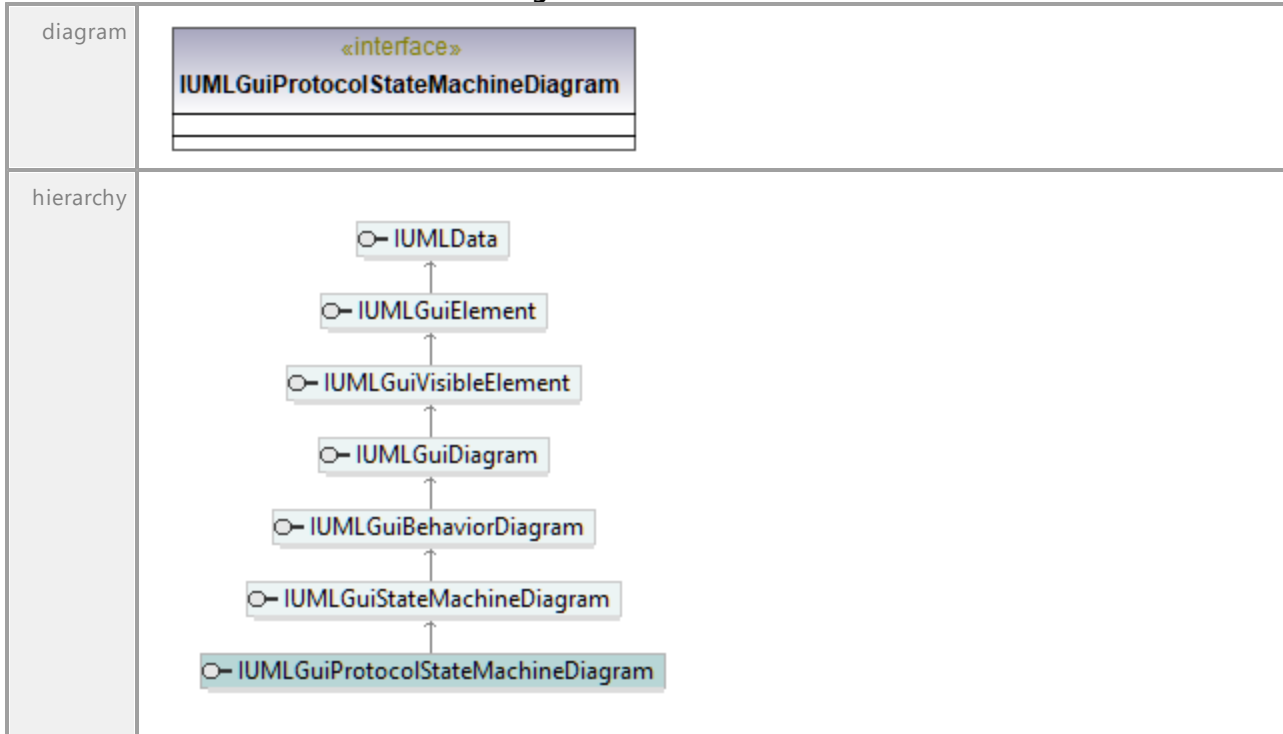 diagram
«interface»
IUMLGuiProtocolStateMachineDiagram
hierarchy
IUMLData
IUMLGuiElement
IUMLGuiVisibleElement
IUMLGuiDiagram
IUMLGuiBehaviorDiagram
IUMLGuiStateMachineDiagram
IUMLGuiProtocolStateMachineDiagram